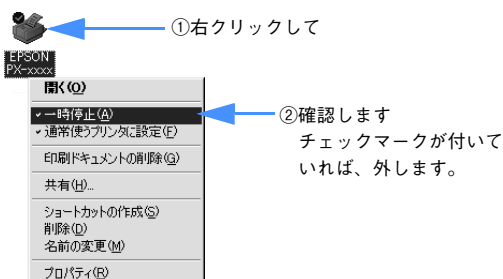 ①右クリックして
EPSON
PX-xxxx
開く(O)
一時停止(A)
通常使うプリンタに設定(F)
印刷ドキュメントの削除(G)
共有(H)...
ショートカットの作成(S)
削除(D)
名前の変更(M)
プロパティ(R)
②確認します
チェックマークが付いて
いれば、外します。